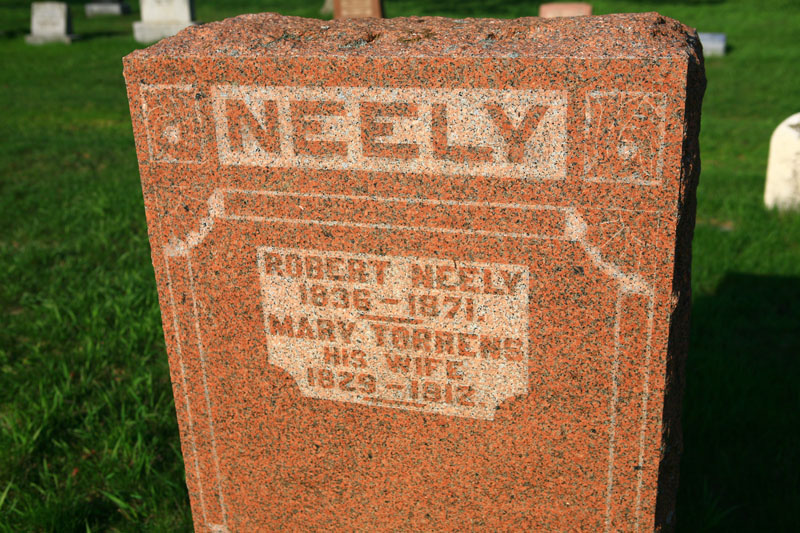 NEELY
ROBERT NEELY
1836-1871.
MARY TORRENS
HIS WIFE
1829-1912